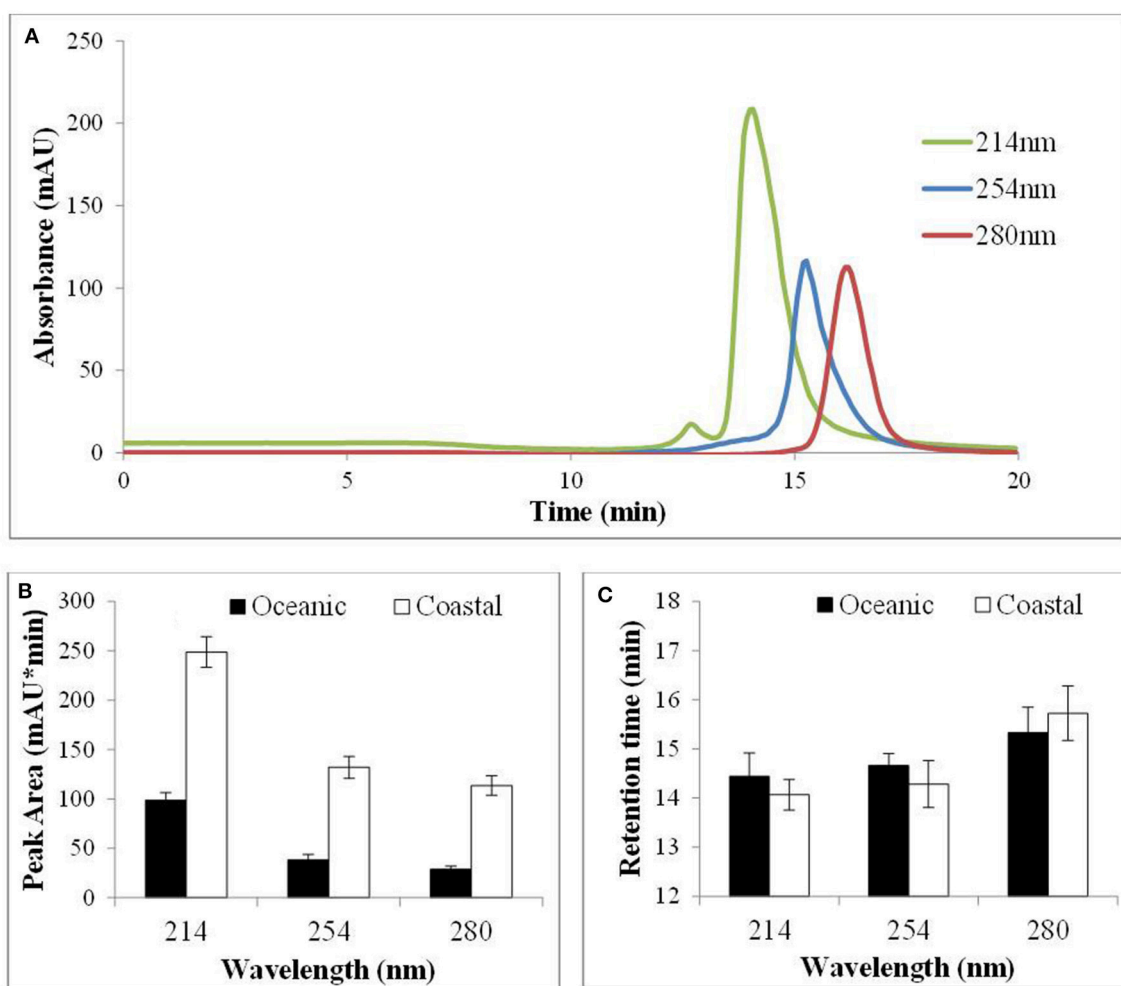 A
250
200
150
100
50
0
Absorbance (mAU)
214nm
254nm
280nm
0 5 10 15 20
Time (min)
B
Oceanic Coastal
300
250
200
150
100
50
0
Peak Area (mAU*min)
214 254 280
Wavelength (nm)
C
Oceanic Coastal
18
17
16
15
14
13
12
Retention time (min)
214 254 280
Wavelength (nm)